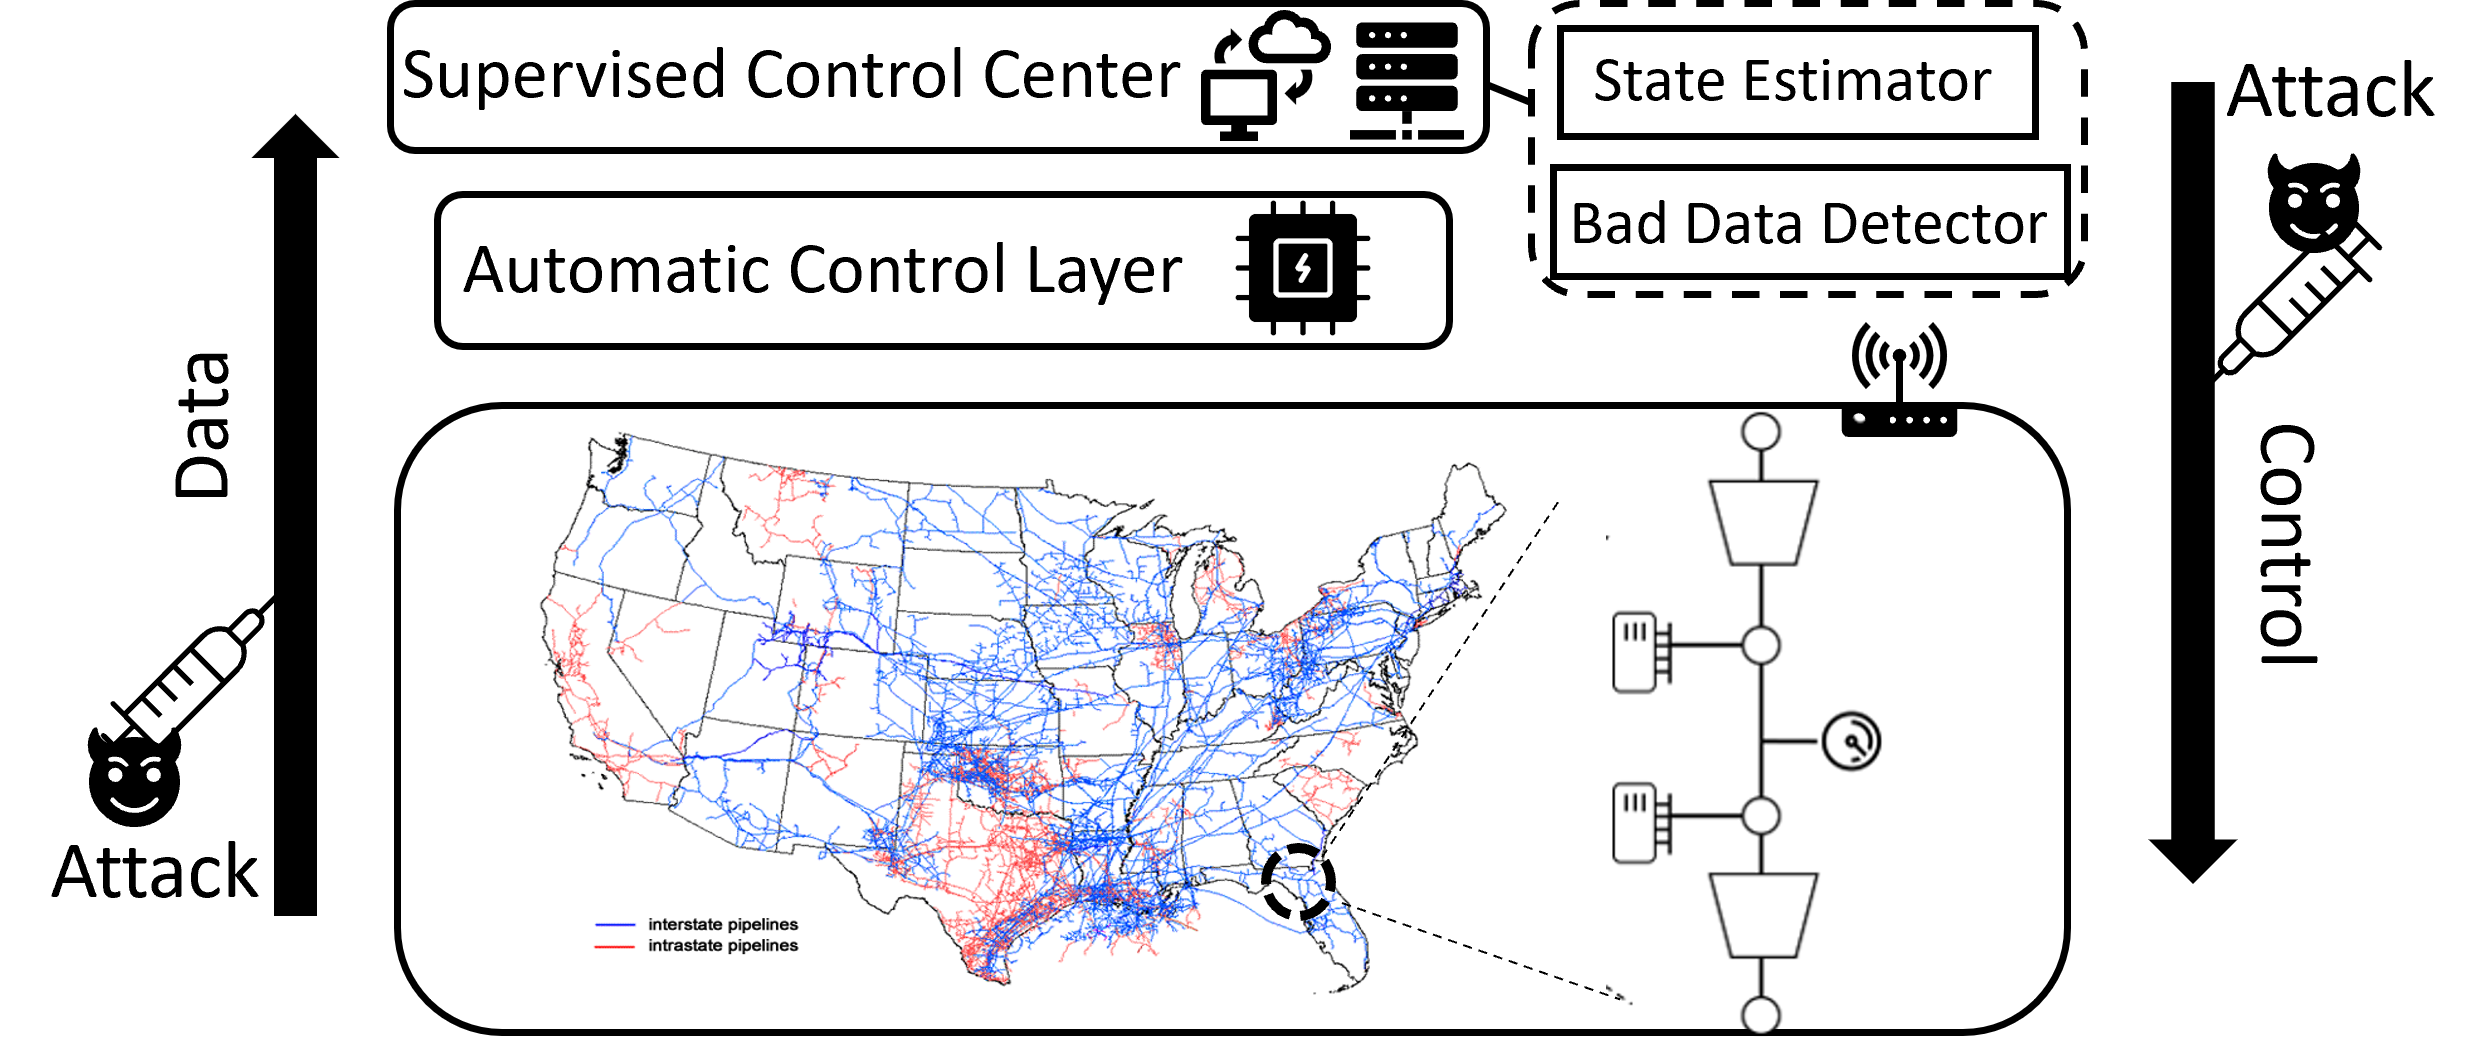 Supervised Control Center
State Estimator
Attack
Bad Data Detector
Automatic Control Layer
Data
Control
Attack
interstate pipelines
intrastate pipelines